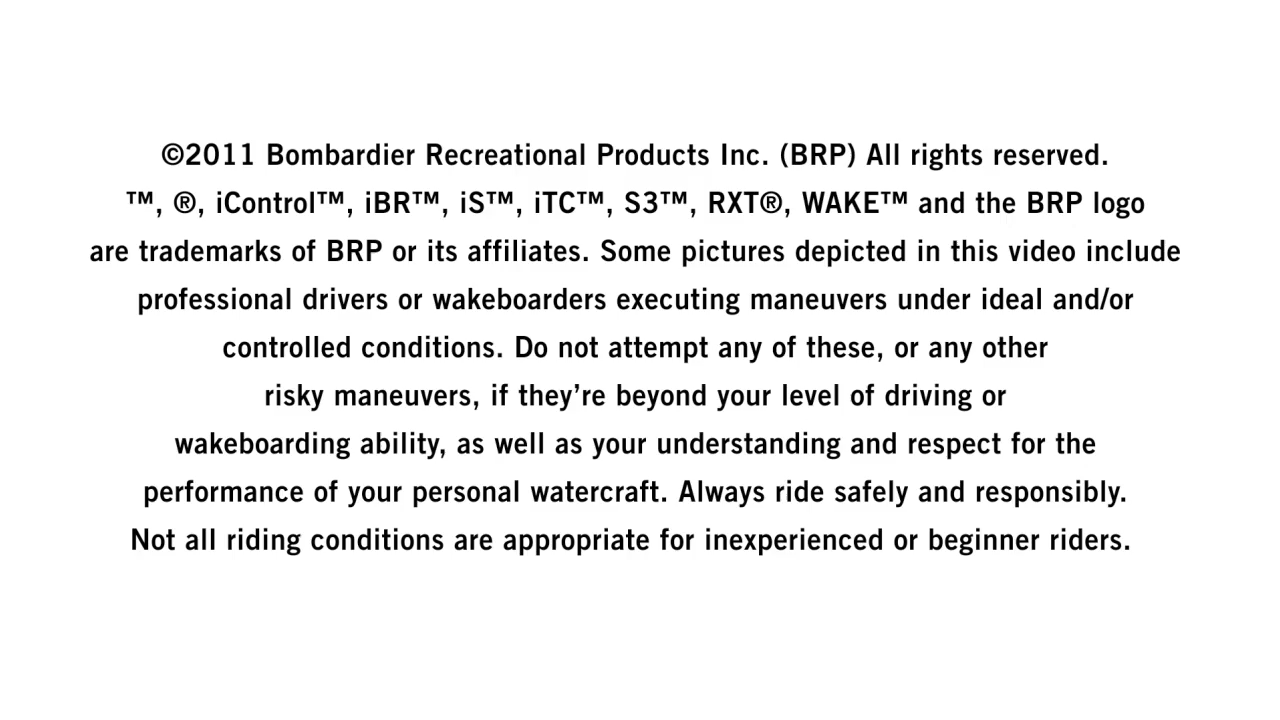 ©2011 Bombardier Recreational Products Inc. (BRP) All rights reserved.
™, ®, iControl™, iBR™, iS™, iTC™, S3™, RXT®, WAKE™ and the BRP logo
are trademarks of BRP or its affiliates. Some pictures depicted in this video include
professional drivers or wakeboarders executing maneuvers under ideal and/or
controlled conditions. Do not attempt any of these, or any other
risky maneuvers, if they’re beyond your level of driving or
wakeboarding ability, as well as your understanding and respect for the
performance of your personal watercraft. Always ride safely and responsibly.
Not all riding conditions are appropriate for inexperienced or beginner riders.